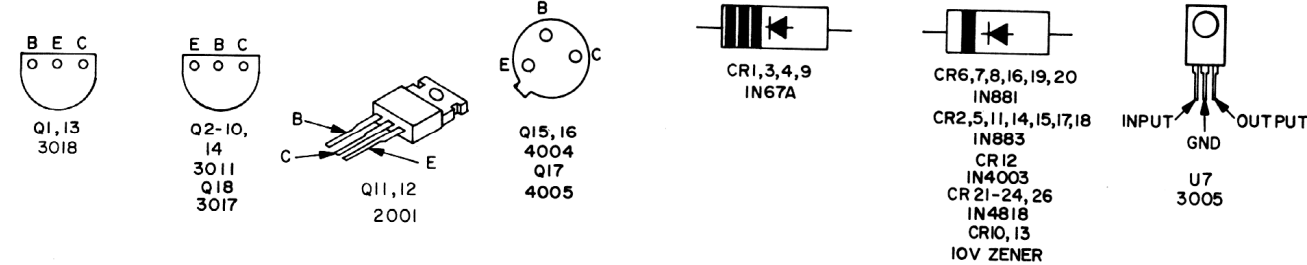 B E C
Q1,13
3018
E B C
Q2-10,
14
3011
Q18
3017
B
C
E
Q11,12
2001
B
E
C
Q15,16
4004
Q17
4005
CR1,3,4,9
IN67A
CR6,7,8,16,19,20
IN881
CR2,5,11,14,15,17,18
IN883
CR12
IN4003
CR21-24,26
IN4818
CR10,13
10V ZENER
INPUT
OUTPUT
GND
U7
3005